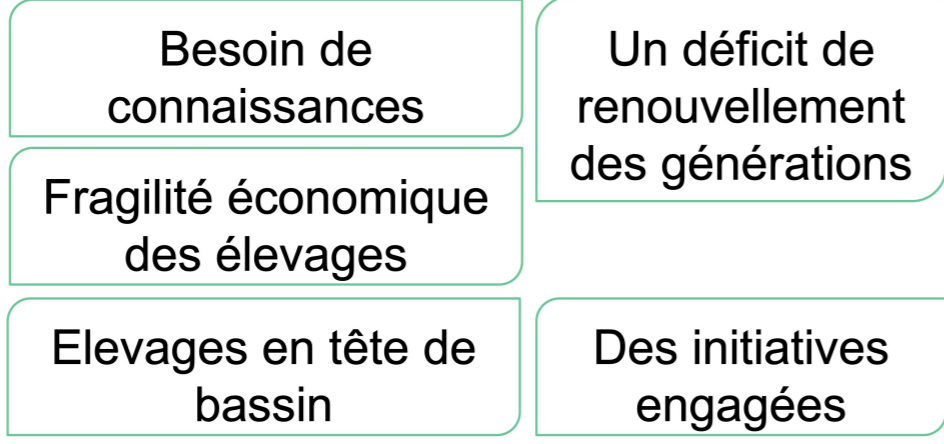 Besoin de
connaissances
Fragilité économique
des élevages
Elevages en tête de
bassin
Un déficit de
renouvellement
des générations
Des initiatives
engagées